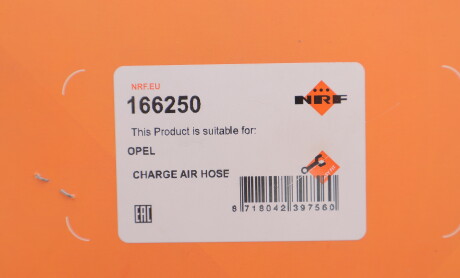 NRF.EU
166250
NRF
This Product is suitable for:
OPEL
CHARGE AIR HOSE
EAC
8 718042 397560